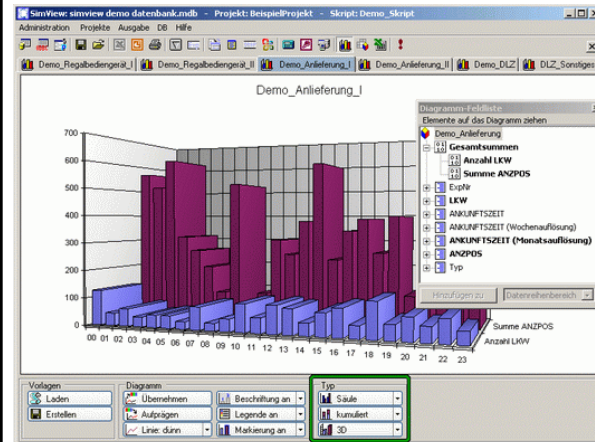 SimView: simview demo datenbank.mdb - Projekt: BeispielProjekt - Skript: Demo_Skript
Administration Projekte Ausgabe DB Hilfe
Demo_Regalbediengerät_I Demo_Regalbediengerät_II Demo_Anlieferung_I Demo_Anlieferung_II Demo_DLZ DLZ_Sonstiges
Demo_Anlieferung_I
Diagramm-Feldliste
Elemente auf das Diagramm ziehen
Demo_Anlieferung
Gesamtsummen
Anzahl LKW
Summe ANZPOS
ExpNr
LKW
ANKUNFTSZEIT
ANKUNFTSZEIT (Wochenauflösung)
ANKUNFTSZEIT (Monatsauflösung)
ANZPOS
Typ
Hinzufügen zu Datenreihenbereich
700
600
500
400
300
200
100
0
00 01 02 03 04 05 06 07 08 09 10 11 12 13 14 15 16 17 18 19 20 21 22 23
Summe ANZPOS
Anzahl LKW
Vorlagen Diagramm Typ
Laden Übernehmen Beschriftung an Säule
Erstellen Aufprägen Legende an kumuliert
Linie: dünn Markierung an 3D